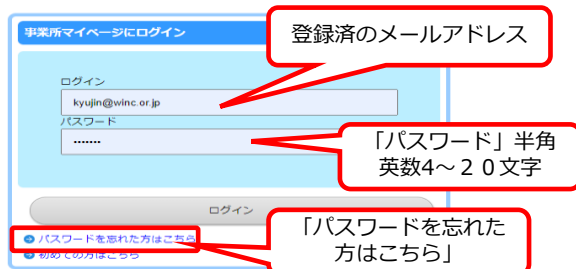 事業所マイページにログイン
登録済のメールアドレス
ログイン
kyujin@winc.or.jp
パスワード
•••••••
「パスワード」半角
英数4～２０文字
ログイン
パスワードを忘れた方はこちら
「パスワードを忘れた
方はこちら」
初めての方はこちら